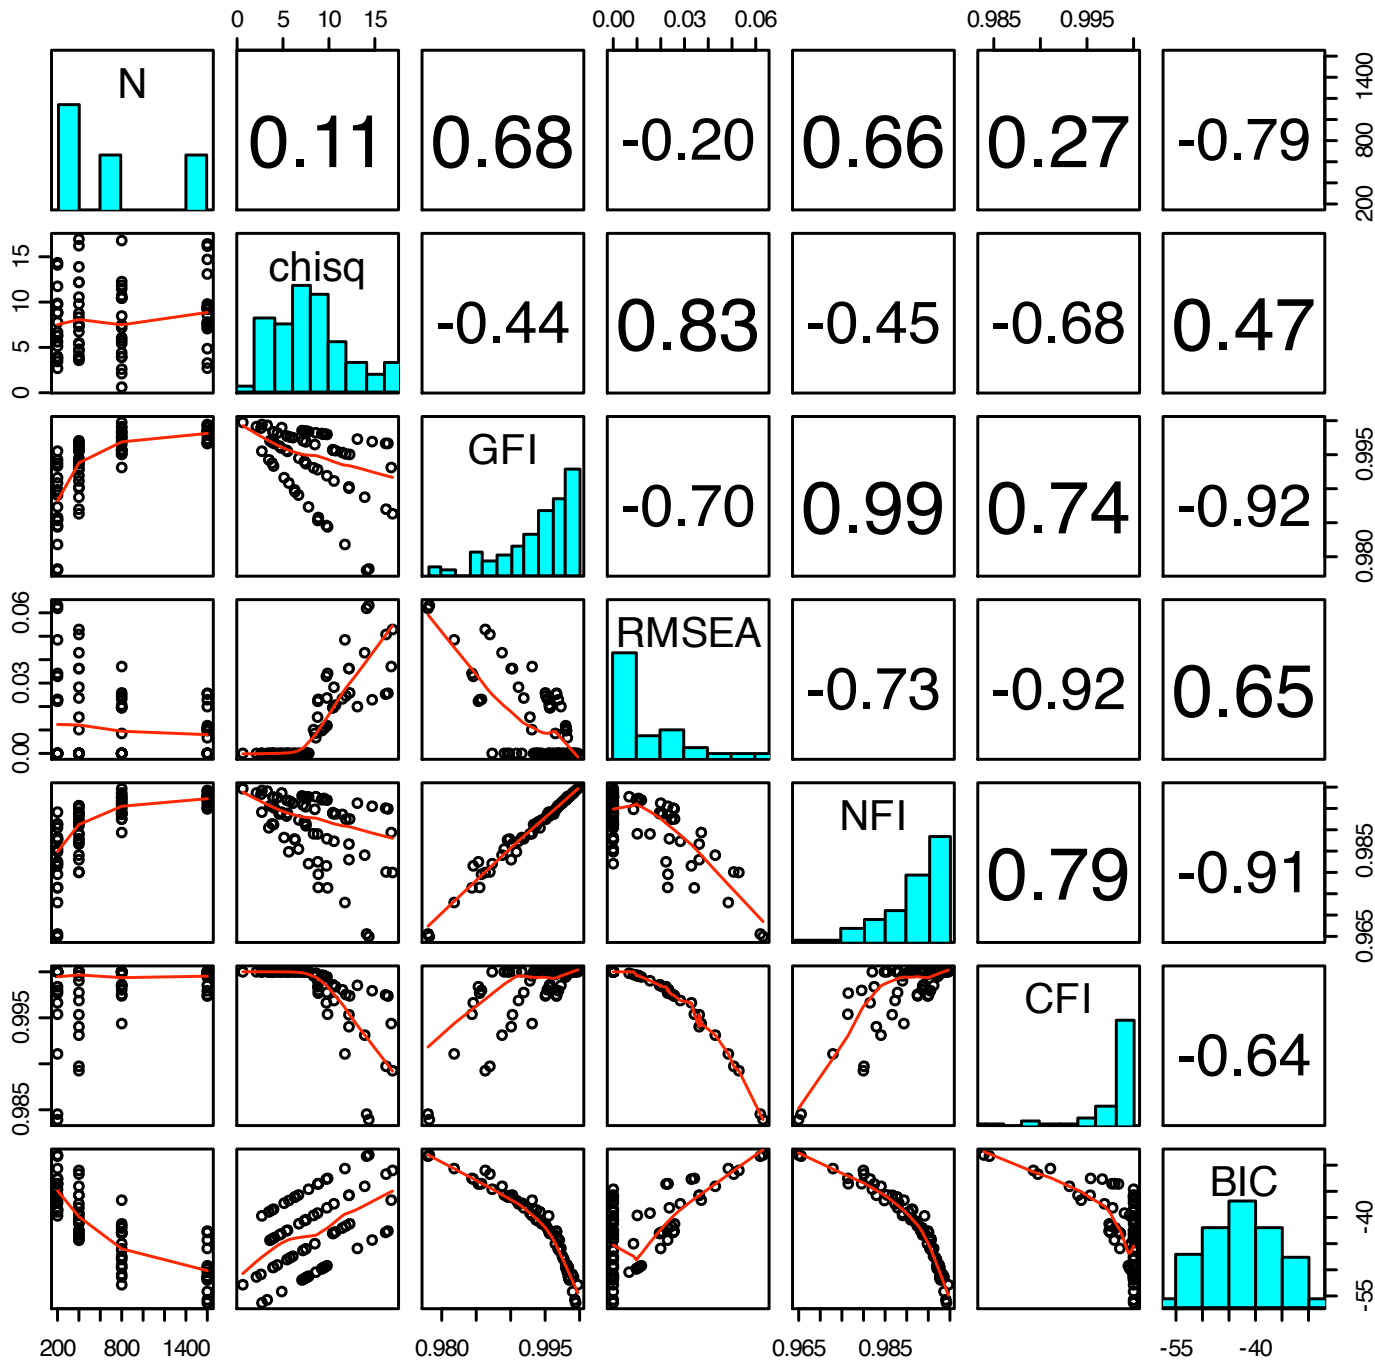 0 5 10 15 0.00 0.03 0.06 0.985 0.995
N 0.11 0.68 -0.20 0.66 0.27 -0.79
200 800 1400
0 5 10 15
chisq -0.44 0.83 -0.45 -0.68 0.47
GFI -0.70 0.99 0.74 -0.92
0.980 0.995
0.00 0.03 0.06
RMSEA -0.73 -0.92 0.65
NFI 0.79 -0.91
0.965 0.985
0.985 0.995
CFI -0.64
BIC
-55 -40
200 800 1400 0.980 0.995 0.965 0.985 -55 -40